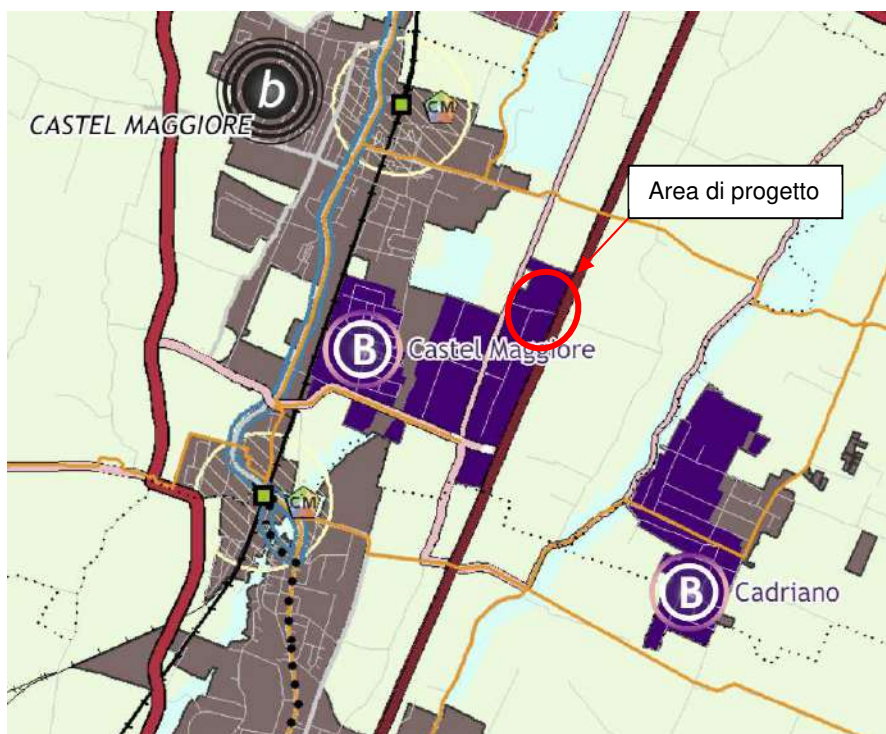 b
CM
CASTEL MAGGIORE
Area di progetto
B
Castel Maggiore
CM
B
Cadriano